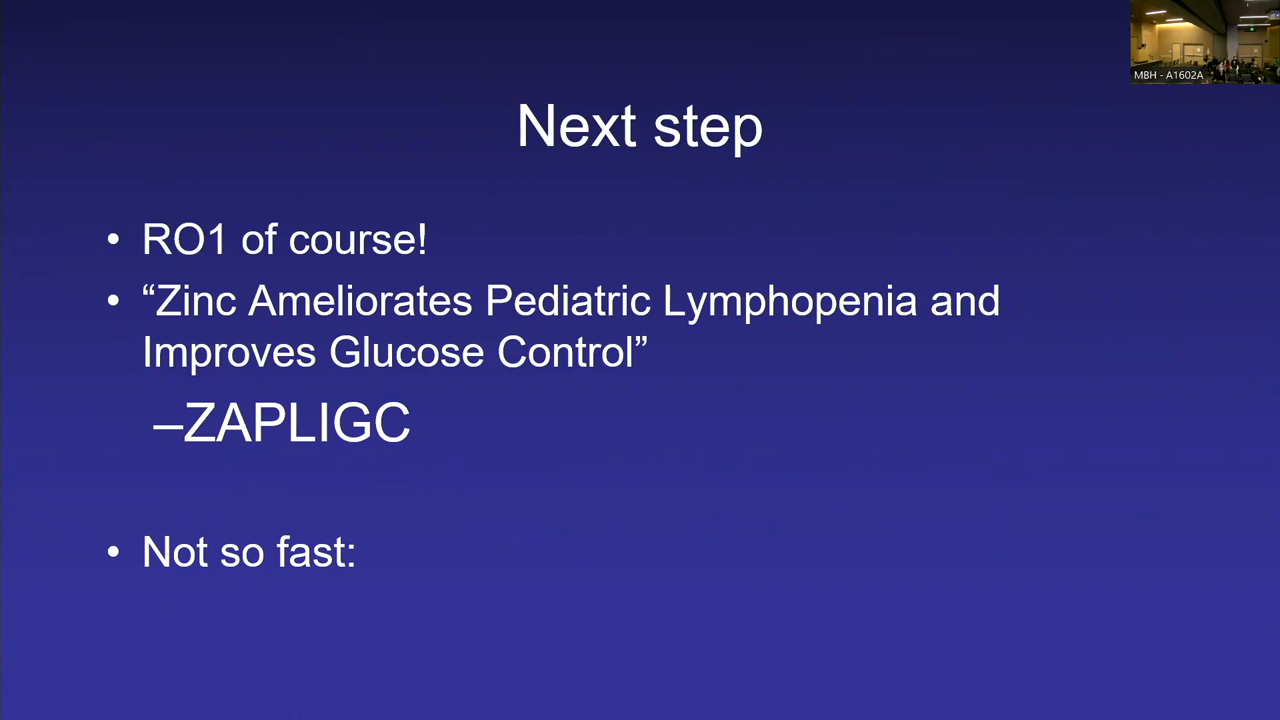 MBH - A1602A
Next step
• RO1 of course!
• “Zinc Ameliorates Pediatric Lymphopenia and
Improves Glucose Control”
–ZAPLIGC
• Not so fast: